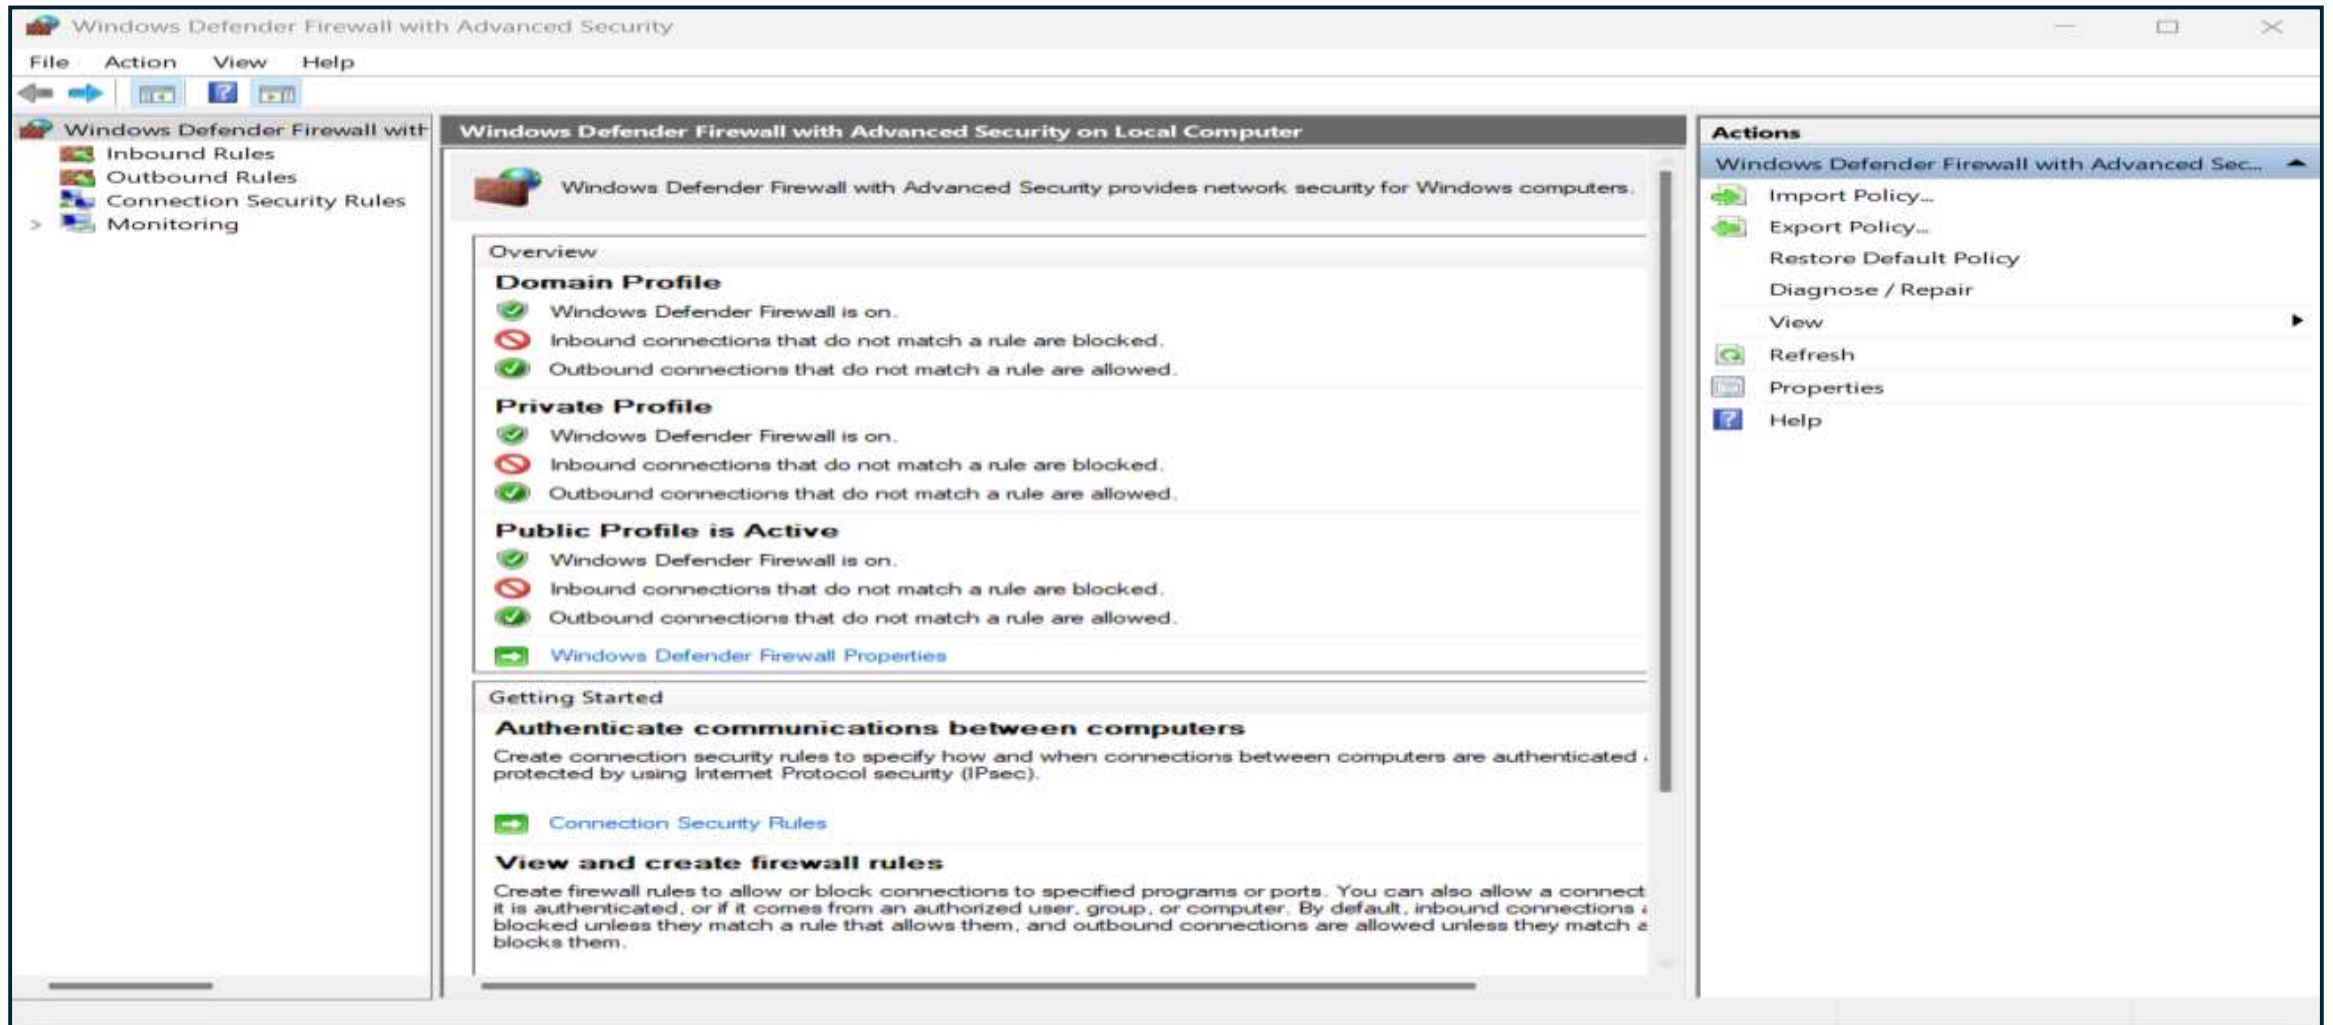 Windows Defender Firewall with Advanced Security
File Action View Help
Windows Defender Firewall with
Inbound Rules
Outbound Rules
Connection Security Rules
Monitoring
Windows Defender Firewall with Advanced Security on Local Computer
Windows Defender Firewall with Advanced Security provides network security for Windows computers.
Overview
Domain Profile
Windows Defender Firewall is on.
Inbound connections that do not match a rule are blocked.
Outbound connections that do not match a rule are allowed.
Private Profile
Windows Defender Firewall is on.
Inbound connections that do not match a rule are blocked.
Outbound connections that do not match a rule are allowed.
Public Profile is Active
Windows Defender Firewall is on.
Inbound connections that do not match a rule are blocked.
Outbound connections that do not match a rule are allowed.
Windows Defender Firewall Properties
Getting Started
Authenticate communications between computers
Create connection security rules to specify how and when connections between computers are authenticated
protected by using Internet Protocol security (IPsec).
Connection Security Rules
View and create firewall rules
Create firewall rules to allow or block connections to specified programs or ports. You can also allow a connect
it is authenticated, or if it comes from an authorized user, group, or computer. By default, inbound connections
blocked unless they match a rule that allows them, and outbound connections are allowed unless they match a
blocks them.
Actions
Windows Defender Firewall with Advanced Sec...
Import Policy...
Export Policy...
Restore Default Policy
Diagnose / Repair
View
Refresh
Properties
Help